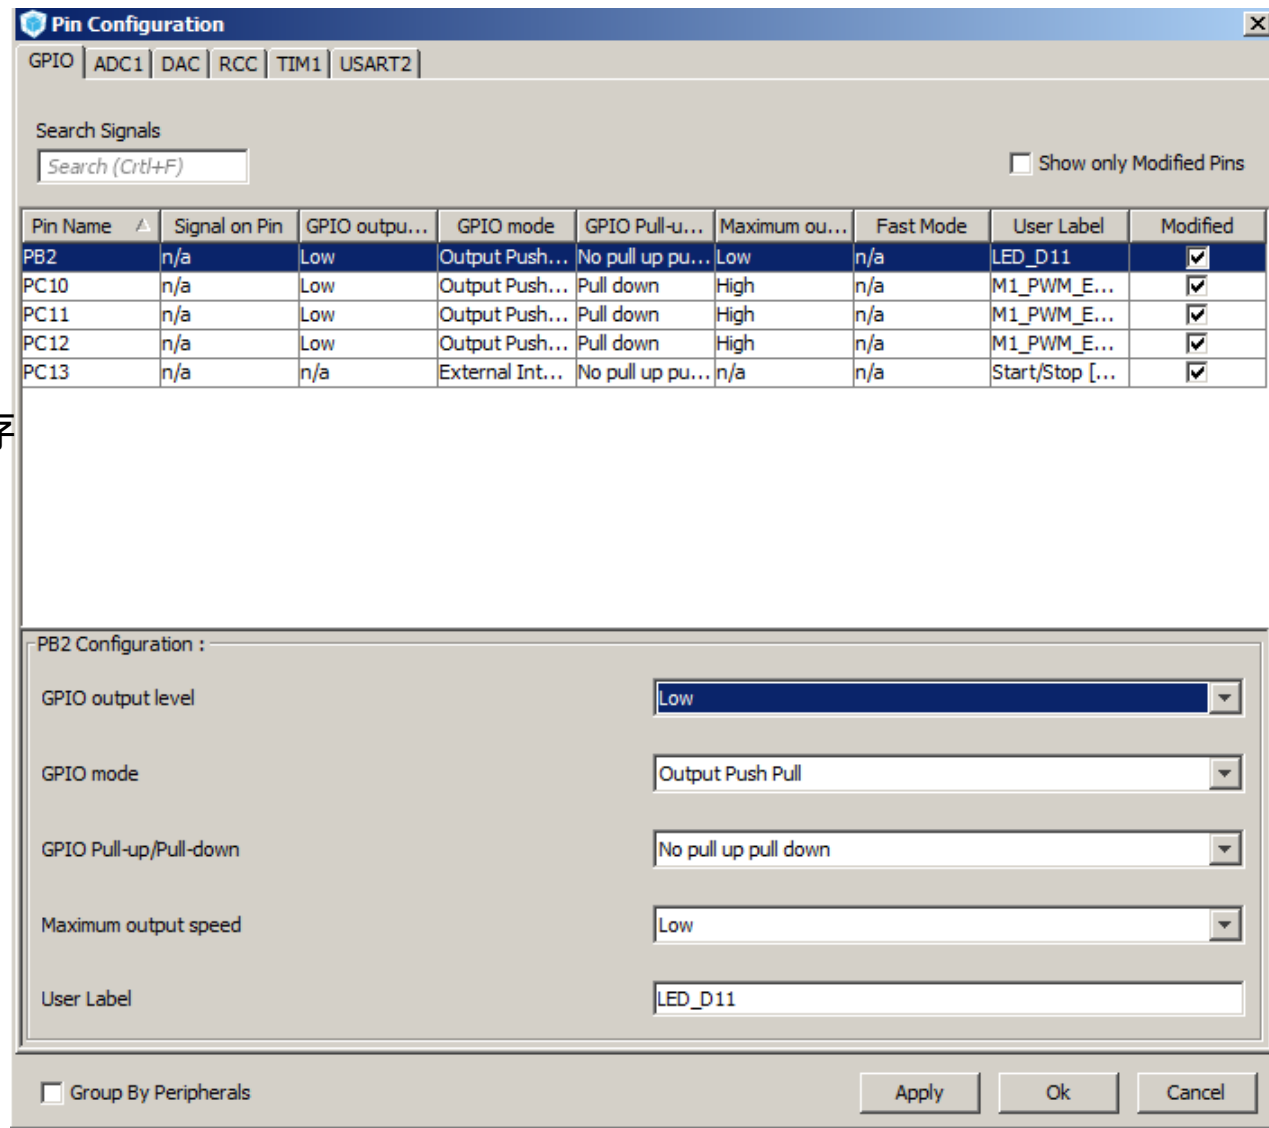 Pin Configuration
GPIO ADC1 DAC RCC TIM1 USART2
Search Signals
Search (Crtl+F)
Show only Modified Pins
Pin Name Signal on Pin GPIO outpu... GPIO mode GPIO Pull-u... Maximum ou... Fast Mode User Label Modified
PB2 n/a Low Output Push... No pull up pu... Low n/a LED_D11
PC10 n/a Low Output Push... Pull down High n/a M1_PWM_E...
PC11 n/a Low Output Push... Pull down High n/a M1_PWM_E...
PC12 n/a Low Output Push... Pull down High n/a M1_PWM_E...
PC13 n/a n/a External Int... No pull up pu... n/a n/a Start/Stop [...
PB2 Configuration :
GPIO output level Low
GPIO mode Output Push Pull
GPIO Pull-up/Pull-down No pull up pull down
Maximum output speed Low
User Label LED_D11
Group By Peripherals Apply Ok Cancel